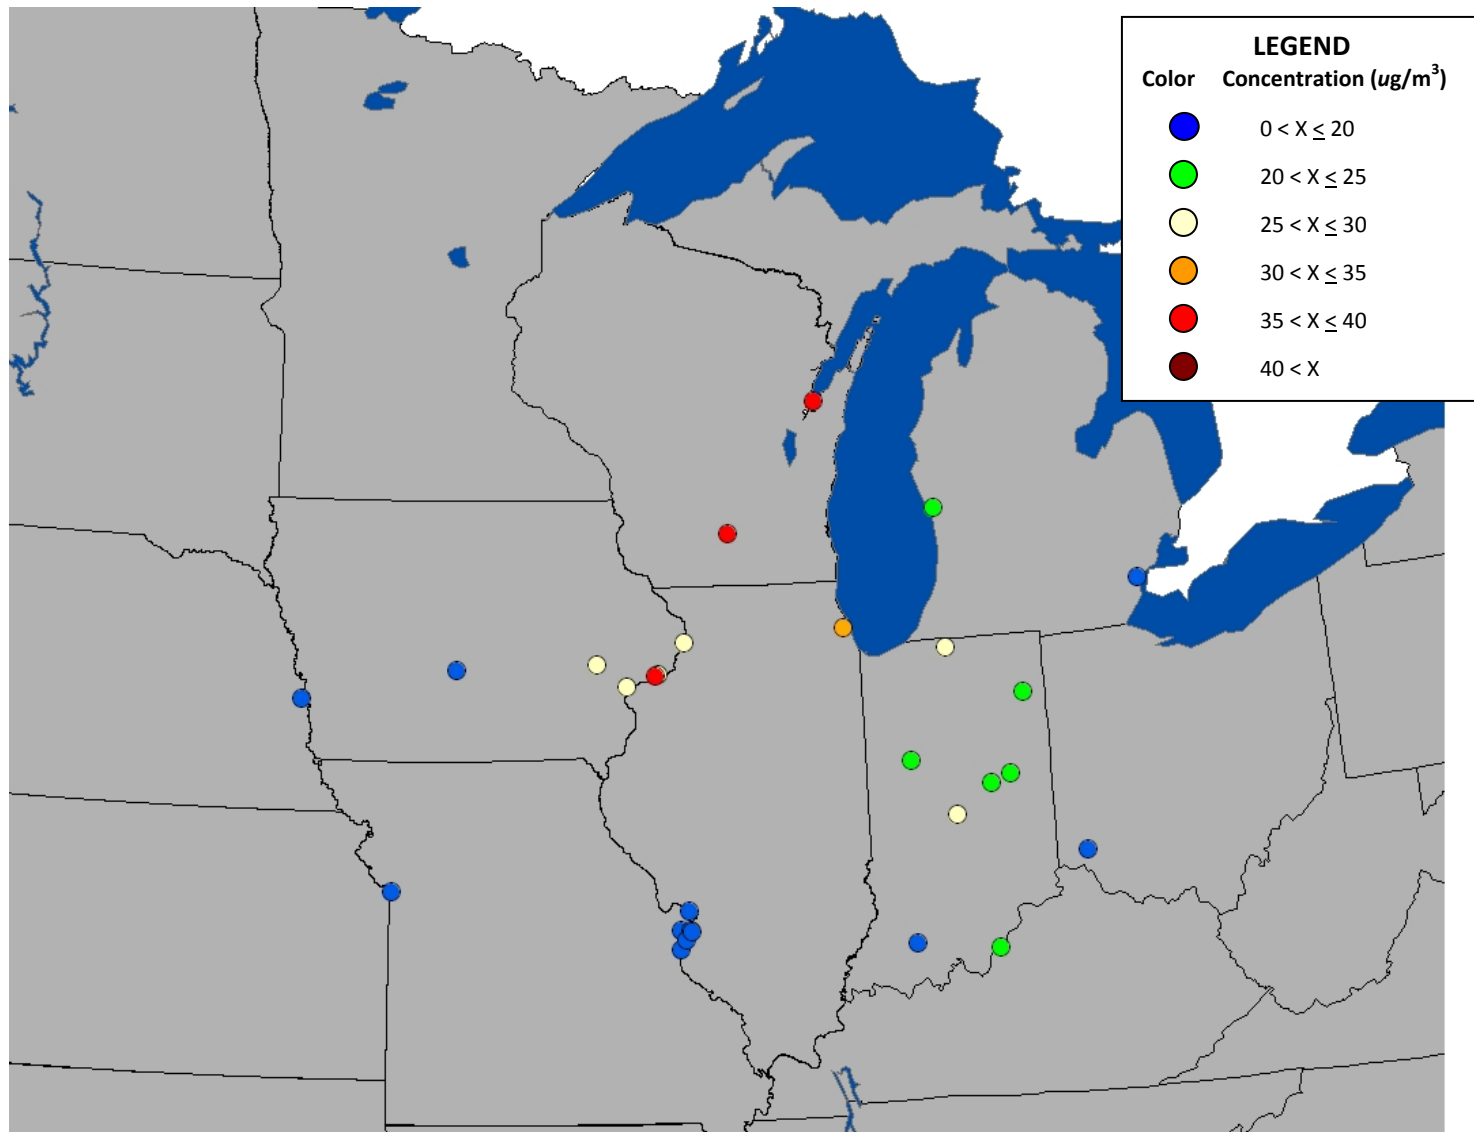 LEGEND
Color Concentration (ug/m³)
0 < X ≤ 20
20 < X ≤ 25
25 < X ≤ 30
30 < X ≤ 35
35 < X ≤ 40
40 < X